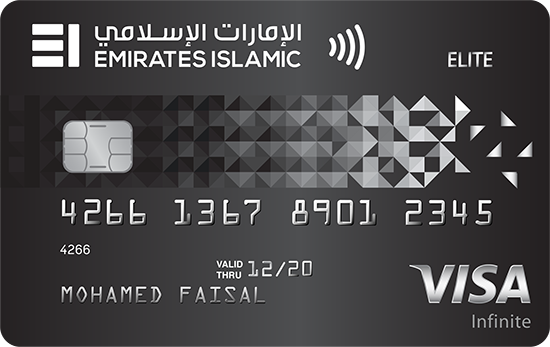 الإمارات الإسلامي
EMIRATES ISLAMIC
ELITE
4266 1367 8901 2345
4266
VALID THRU 12/20
MOHAMED FAISAL
VISA
Infinite